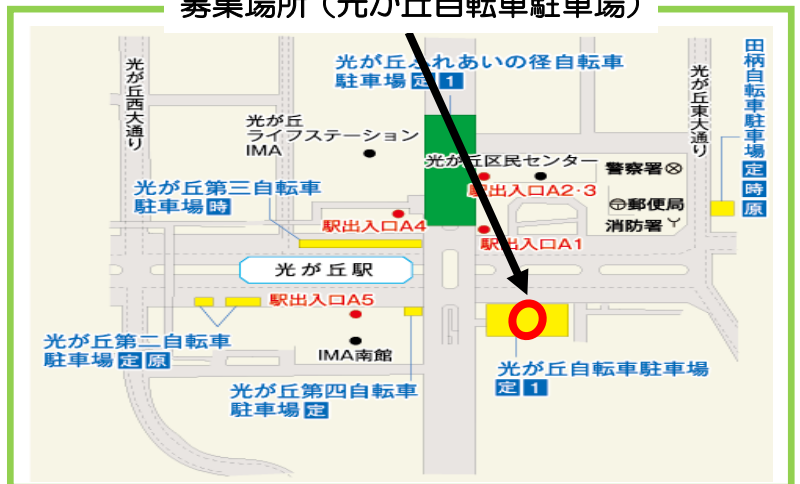 募集場所（光が丘自転車駐車場）
光が丘ふれあいの径自転車
駐車場 定 1
田柄自転車駐車場 定 時 原
光が丘西大通り
光が丘東大通り
光が丘
ライフステーション
IMA
光が丘区民センター
警察署
駅出入口A2･3
光が丘第三自転車
駐車場 時
郵便局
駅出入口A4
消防署
駅出入口A1
光が丘駅
駅出入口A5
光が丘第二自転車
駐車場 定 原
IMA南館
光が丘自転車駐車場
定 1
光が丘第四自転車
駐車場 定